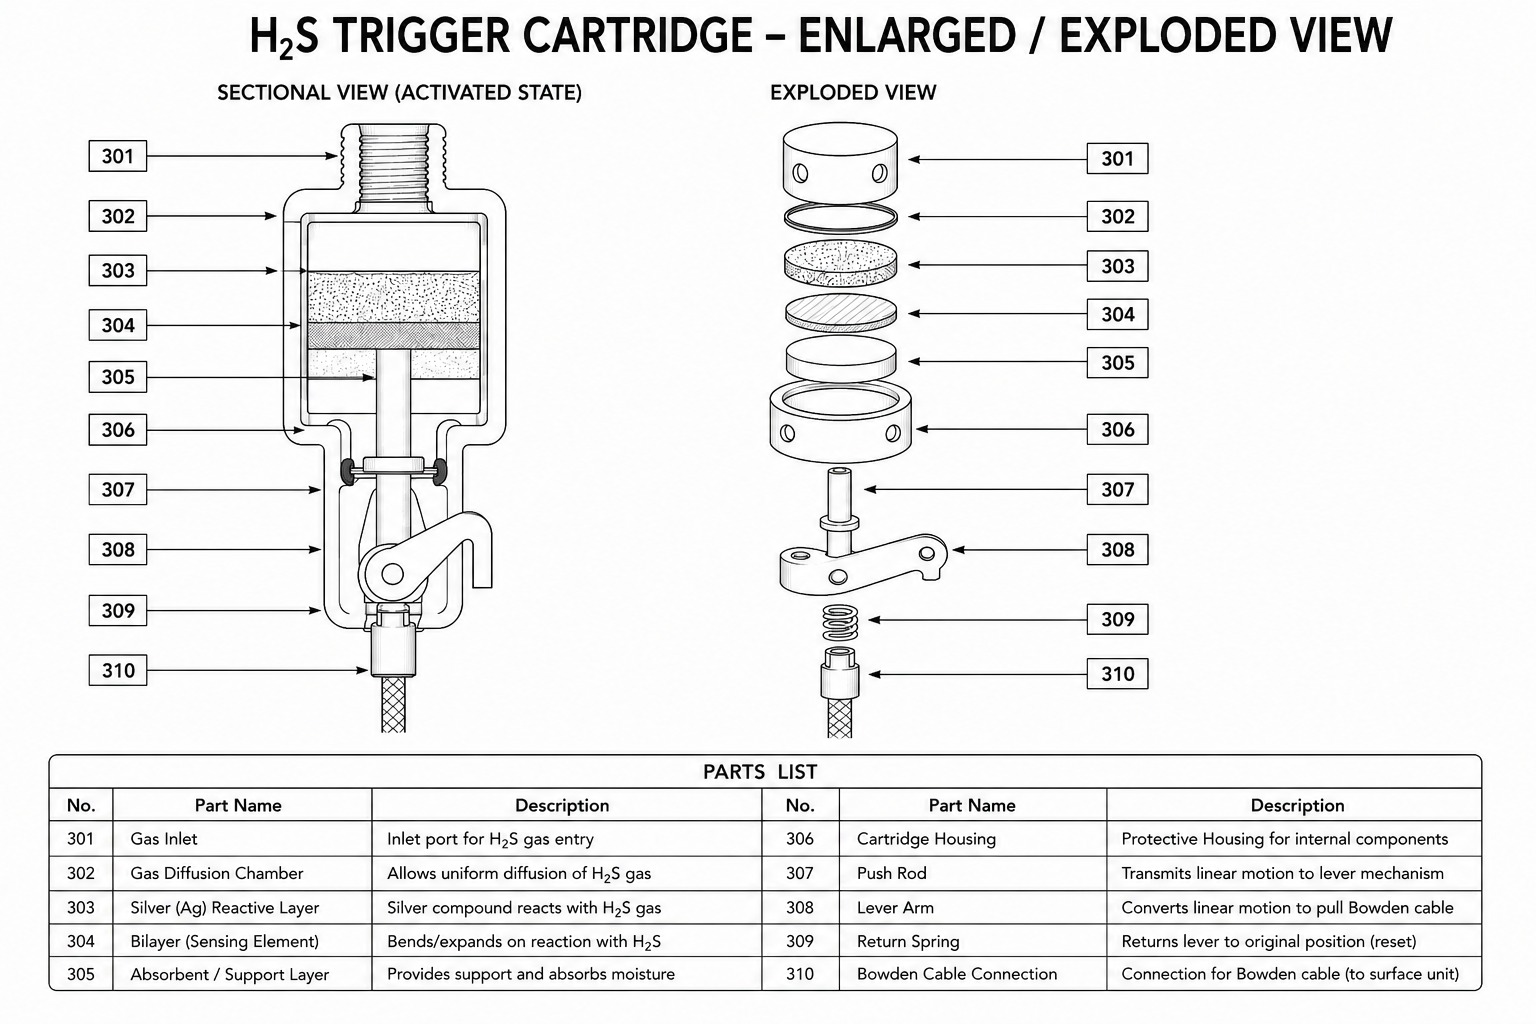 H₂S TRIGGER CARTRIDGE – ENLARGED / EXPLODED VIEW
SECTIONAL VIEW (ACTIVATED STATE)
301
302
303
304
305
306
307
308
309
310
EXPLODED VIEW
301
302
303
304
305
306
307
308
309
310
PARTS LIST
No. Part Name Description No. Part Name Description
301 Gas Inlet Inlet port for H₂S gas entry 306 Cartridge Housing Protective Housing for internal components
302 Gas Diffusion Chamber Allows uniform diffusion of H₂S gas 307 Push Rod Transmits linear motion to lever mechanism
303 Silver (Ag) Reactive Layer Silver compound reacts with H₂S gas 308 Lever Arm Converts linear motion to pull Bowden cable
304 Bilayer (Sensing Element) Bends/expands on reaction with H₂S 309 Return Spring Returns lever to original position (reset)
305 Absorbent / Support Layer Provides support and absorbs moisture 310 Bowden Cable Connection Connection for Bowden cable (to surface unit)